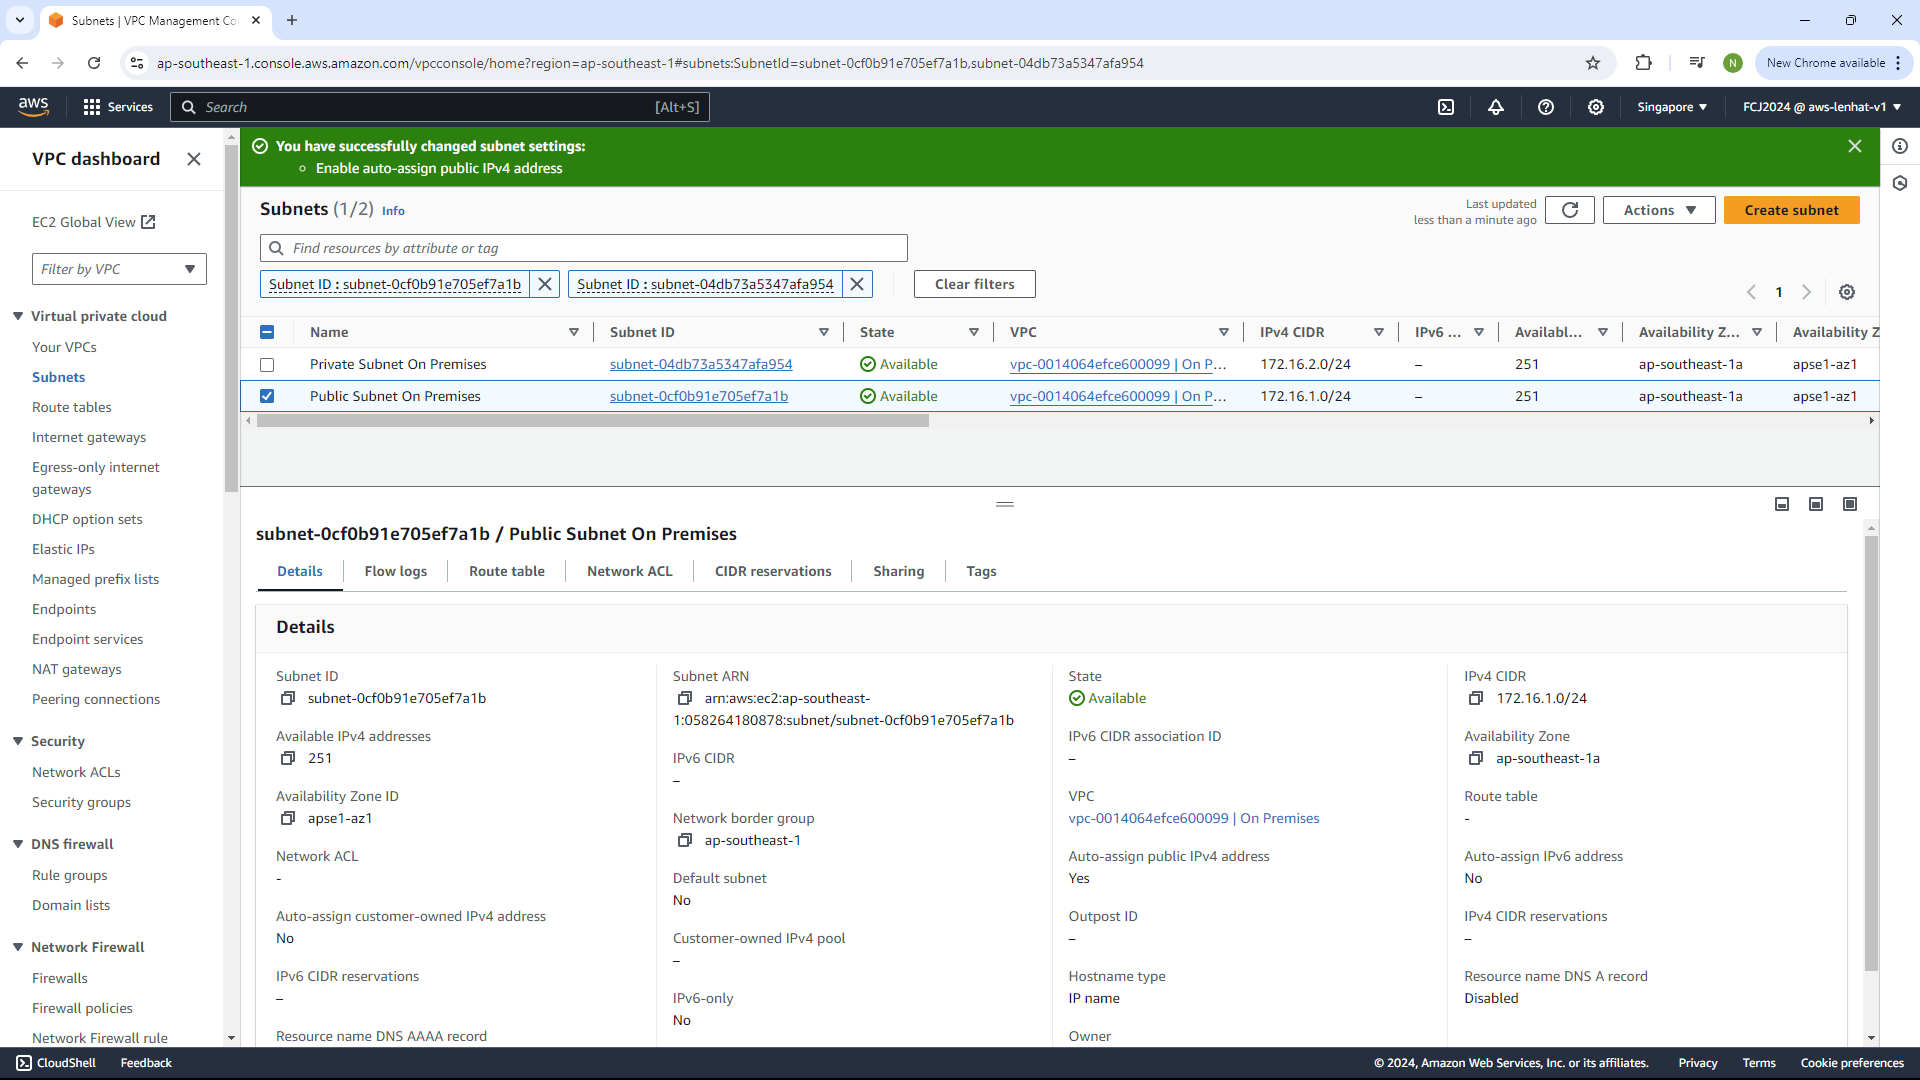 Subnets | VPC Management Co
ap-southeast-1.console.aws.amazon.com/vpcconsole/home?region=ap-southeast-1#subnets:SubnetId=subnet-0cf0b91e705ef7a1b,subnet-04db73a5347afa954
N
New Chrome available
aws
Services
Search
[Alt+S]
Singapore
FCJ2024 @ aws-lenhat-v1
VPC dashboard
EC2 Global View
Filter by VPC
Virtual private cloud
Your VPCs
Subnets
Route tables
Internet gateways
Egress-only internet
gateways
DHCP option sets
Elastic IPs
Managed prefix lists
Endpoints
Endpoint services
NAT gateways
Peering connections
Security
Network ACLs
Security groups
DNS firewall
Rule groups
Domain lists
Network Firewall
Firewalls
Firewall policies
Network Firewall rule
You have successfully changed subnet settings:
Enable auto-assign public IPv4 address
Subnets (1/2) Info
Last updated
less than a minute ago
Actions
Create subnet
Find resources by attribute or tag
Subnet ID : subnet-0cf0b91e705ef7a1b
Subnet ID : subnet-04db73a5347afa954
Clear filters
1
Name Subnet ID State VPC IPv4 CIDR IPv6 ... Availabl... Availability Z... Availability Z
Private Subnet On Premises subnet-04db73a5347afa954 Available vpc-0014064efce600099 | On P... 172.16.2.0/24 – 251 ap-southeast-1a apse1-az1
Public Subnet On Premises subnet-0cf0b91e705ef7a1b Available vpc-0014064efce600099 | On P... 172.16.1.0/24 – 251 ap-southeast-1a apse1-az1
subnet-0cf0b91e705ef7a1b / Public Subnet On Premises
Details Flow logs Route table Network ACL CIDR reservations Sharing Tags
Details
Subnet ID
subnet-0cf0b91e705ef7a1b
Available IPv4 addresses
251
Availability Zone ID
apse1-az1
Network ACL
-
Auto-assign customer-owned IPv4 address
No
IPv6 CIDR reservations
–
Resource name DNS AAAA record
Subnet ARN
arn:aws:ec2:ap-southeast-
1:058264180878:subnet/subnet-0cf0b91e705ef7a1b
IPv6 CIDR
–
Network border group
ap-southeast-1
Default subnet
No
Customer-owned IPv4 pool
–
IPv6-only
No
State
Available
IPv6 CIDR association ID
–
VPC
vpc-0014064efce600099 | On Premises
Auto-assign public IPv4 address
Yes
Outpost ID
–
Hostname type
IP name
Owner
IPv4 CIDR
172.16.1.0/24
Availability Zone
ap-southeast-1a
Route table
-
Auto-assign IPv6 address
No
IPv4 CIDR reservations
–
Resource name DNS A record
Disabled
CloudShell
Feedback
© 2024, Amazon Web Services, Inc. or its affiliates.
Privacy
Terms
Cookie preferences